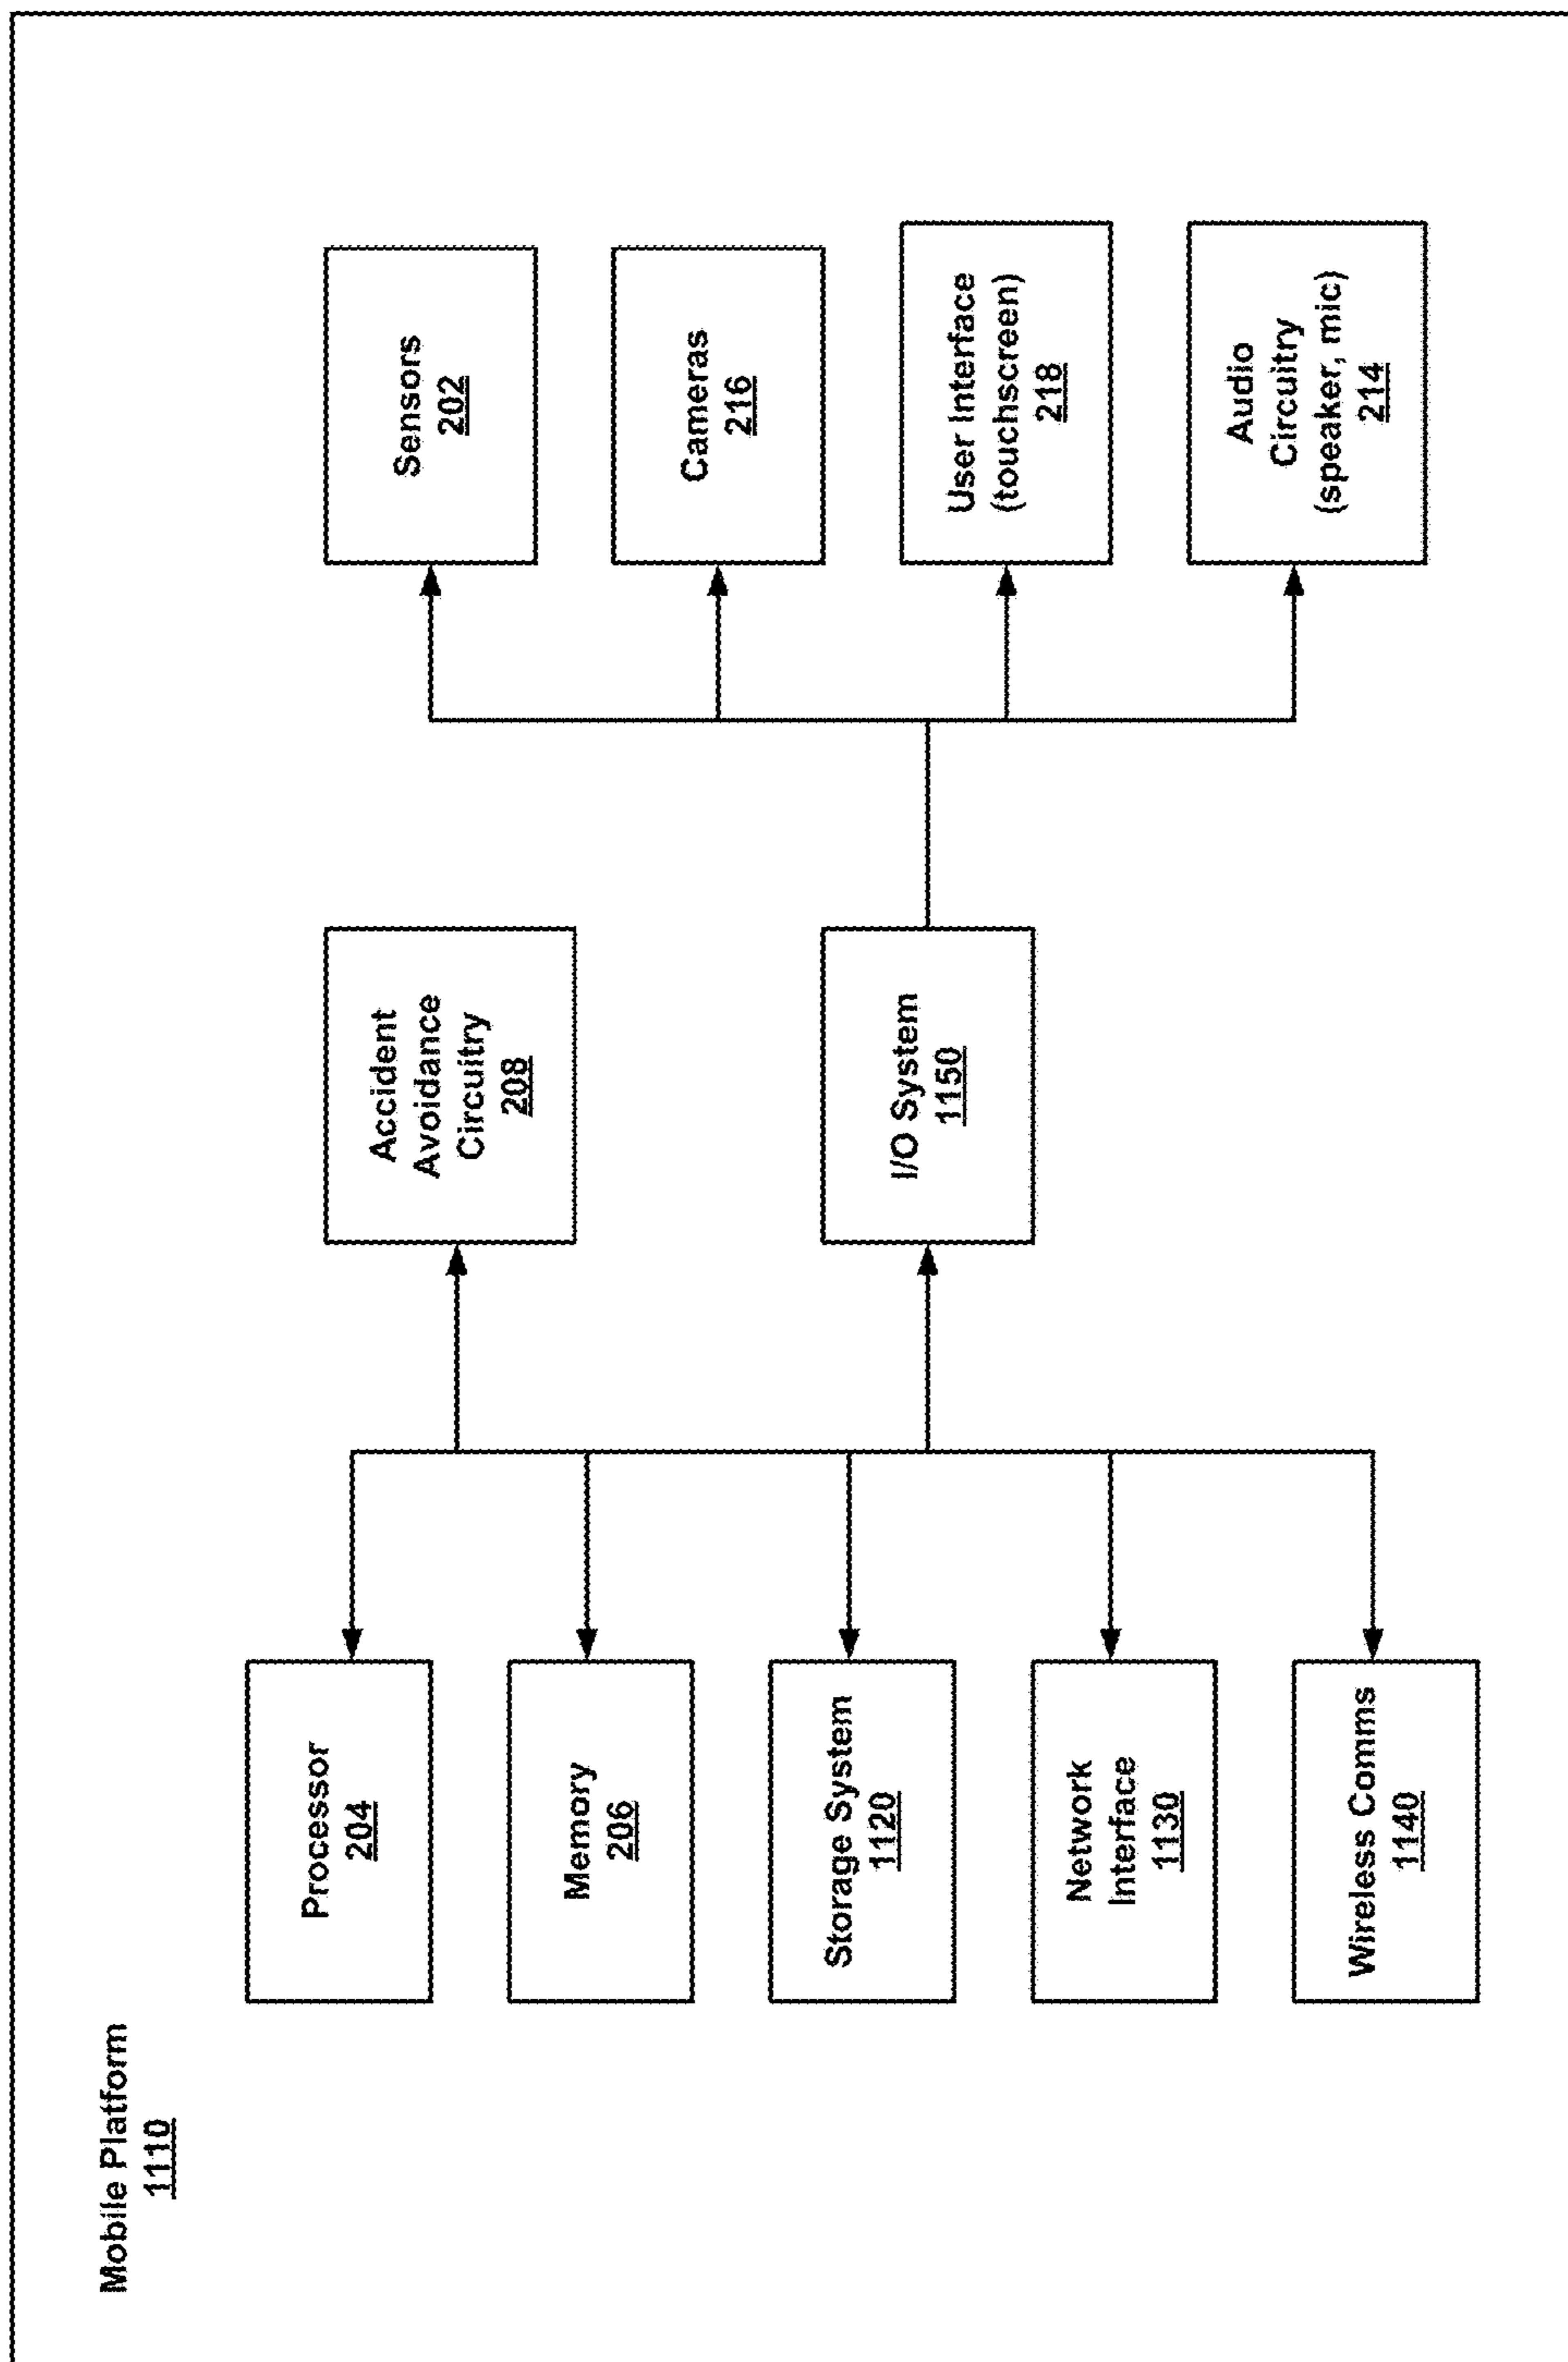 Mobile Platform
1110
Processor
204
Memory
206
Storage System
1120
Network
Interface
1130
Wireless Comms
1140
Accident
Avoidance
Circuitry
208
I/O System
1150
Sensors
202
Cameras
216
User Interface
(touchscreen)
218
Audio
Circuitry
(speaker, mic)
214